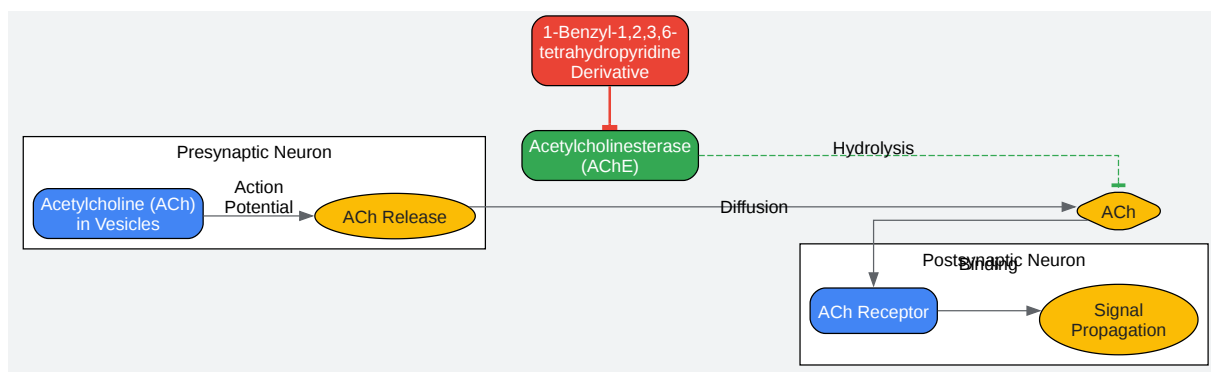 1-Benzyl-1,2,3,6-
tetrahydropyridine
Derivative
Acetylcholinesterase
(AChE)
Hydrolysis
Presynaptic Neuron
Acetylcholine (ACh)
in Vesicles
Action
Potential
ACh Release
Diffusion
ACh
Postsynaptic Neuron
Binding
ACh Receptor
Signal
Propagation